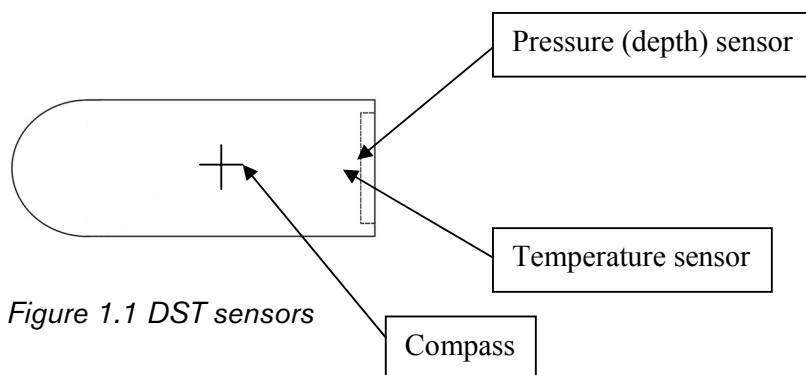 Pressure (depth) sensor
Temperature sensor
Figure 1.1 DST sensors
Compass